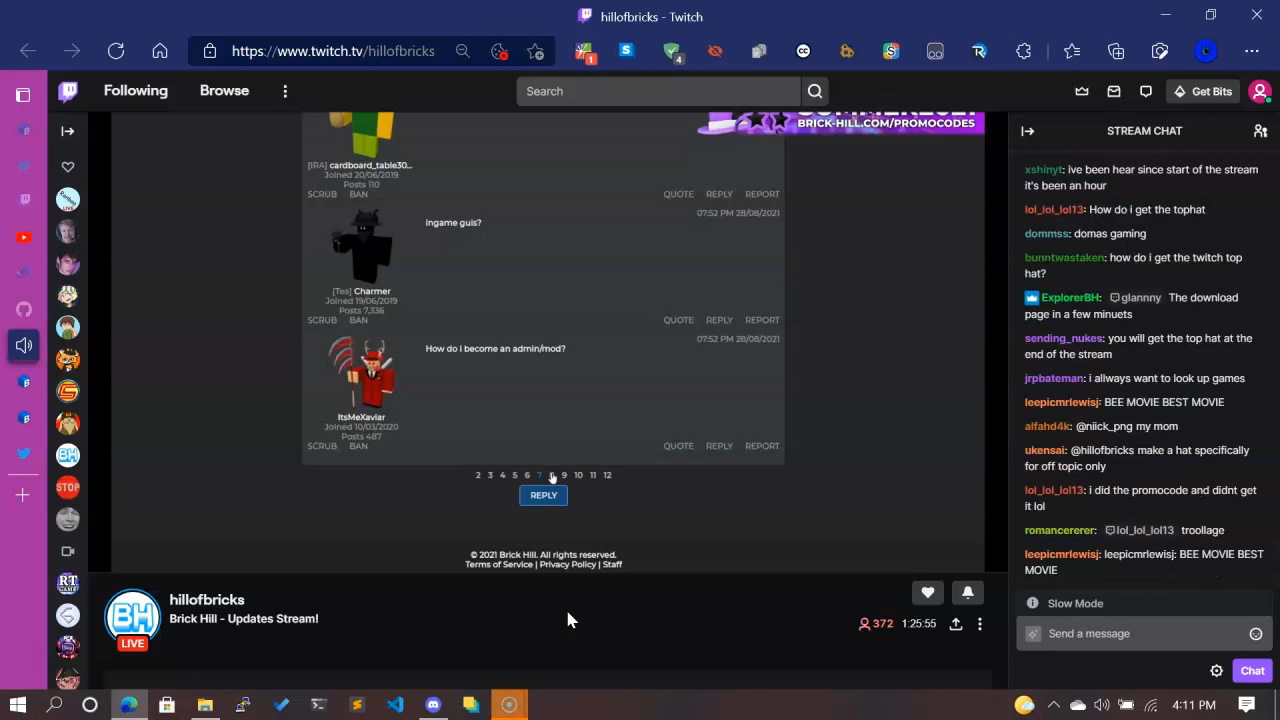 hillofbricks - Twitch
https://www.twitch.tv/hillofbricks
1
4
CC
Following
Browse
Search
Get Bits
STREAM CHAT
BRICK-HILL.COM/PROMOCODES
[IRA] cardboard_table30...
Joined 20/06/2019
Posts 110
SCRUB BAN
QUOTE REPLY REPORT
ingame guis?
07:52 PM 28/08/2021
[Tea] Charmer
Joined 19/06/2019
Posts 7,336
SCRUB BAN
QUOTE REPLY REPORT
How do i become an admin/mod?
07:52 PM 28/08/2021
ItsMeXaviar
Joined 10/03/2020
Posts 487
SCRUB BAN
QUOTE REPLY REPORT
2 3 4 5 6 7 8 9 10 11 12
REPLY
© 2021 Brick Hill. All rights reserved.
Terms of Service | Privacy Policy | Staff
BH
LIVE
hillofbricks
Brick Hill - Updates Stream!
372 1:25:55
LIVE
BH
STOP
RT
GAME
xshinyt: ive been hear since start of the stream
it's been an hour
lol_lol_lol13: How do i get the tophat
dommss: domas gaming
bunntwastaken: how do i get the twitch top
hat?
ExplorerBH: glannny The download
page in a few minuets
sending_nukes: you will get the top hat at the
end of the stream
jrpbateman: i allways want to look up games
leepicmrlewisj: BEE MOVIE BEST MOVIE
alfahd4k: @niick_png my mom
ukensai: @hillofbricks make a hat specifically
for off topic only
lol_lol_lol13: i did the promocode and didnt get
it lol
romancererer: lol_lol_lol13 troollage
leepicmrlewisj: leepicmrlewisj: BEE MOVIE BEST
MOVIE
Slow Mode
Send a message
Chat
4:11 PM